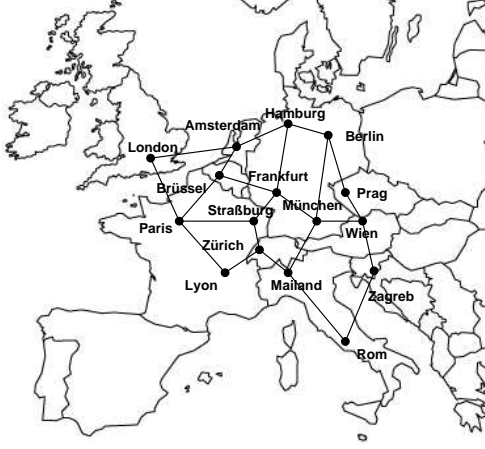 Hamburg
Amsterdam
Berlin
London
Frankfurt
Brüssel
Prag
Straßburg
München
Paris
Wien
Zürich
Lyon
Mailand
Zagreb
Rom